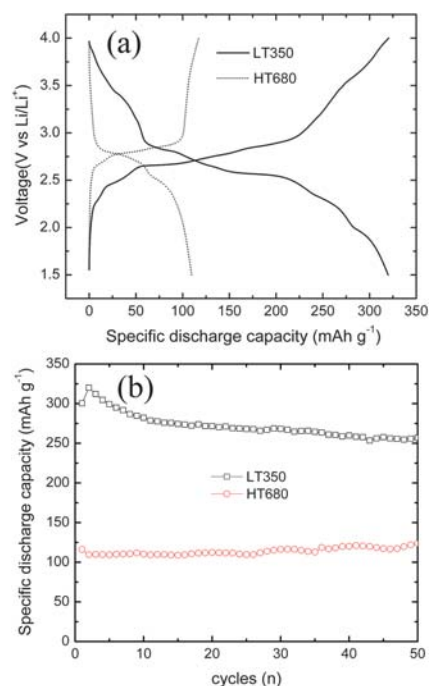 (a)
LT350
HT680
4.0
3.5
3.0
2.5
2.0
1.5
Voltage(V vs Li/Li⁺)
0 50 100 150 200 250 300 350
Specific discharge capacity (mAh g⁻¹)
(b)
350
300
250
200
150
100
50
0
Specific discharge capacity (mAh g⁻¹)
LT350
HT680
0 10 20 30 40 50
cycles (n)